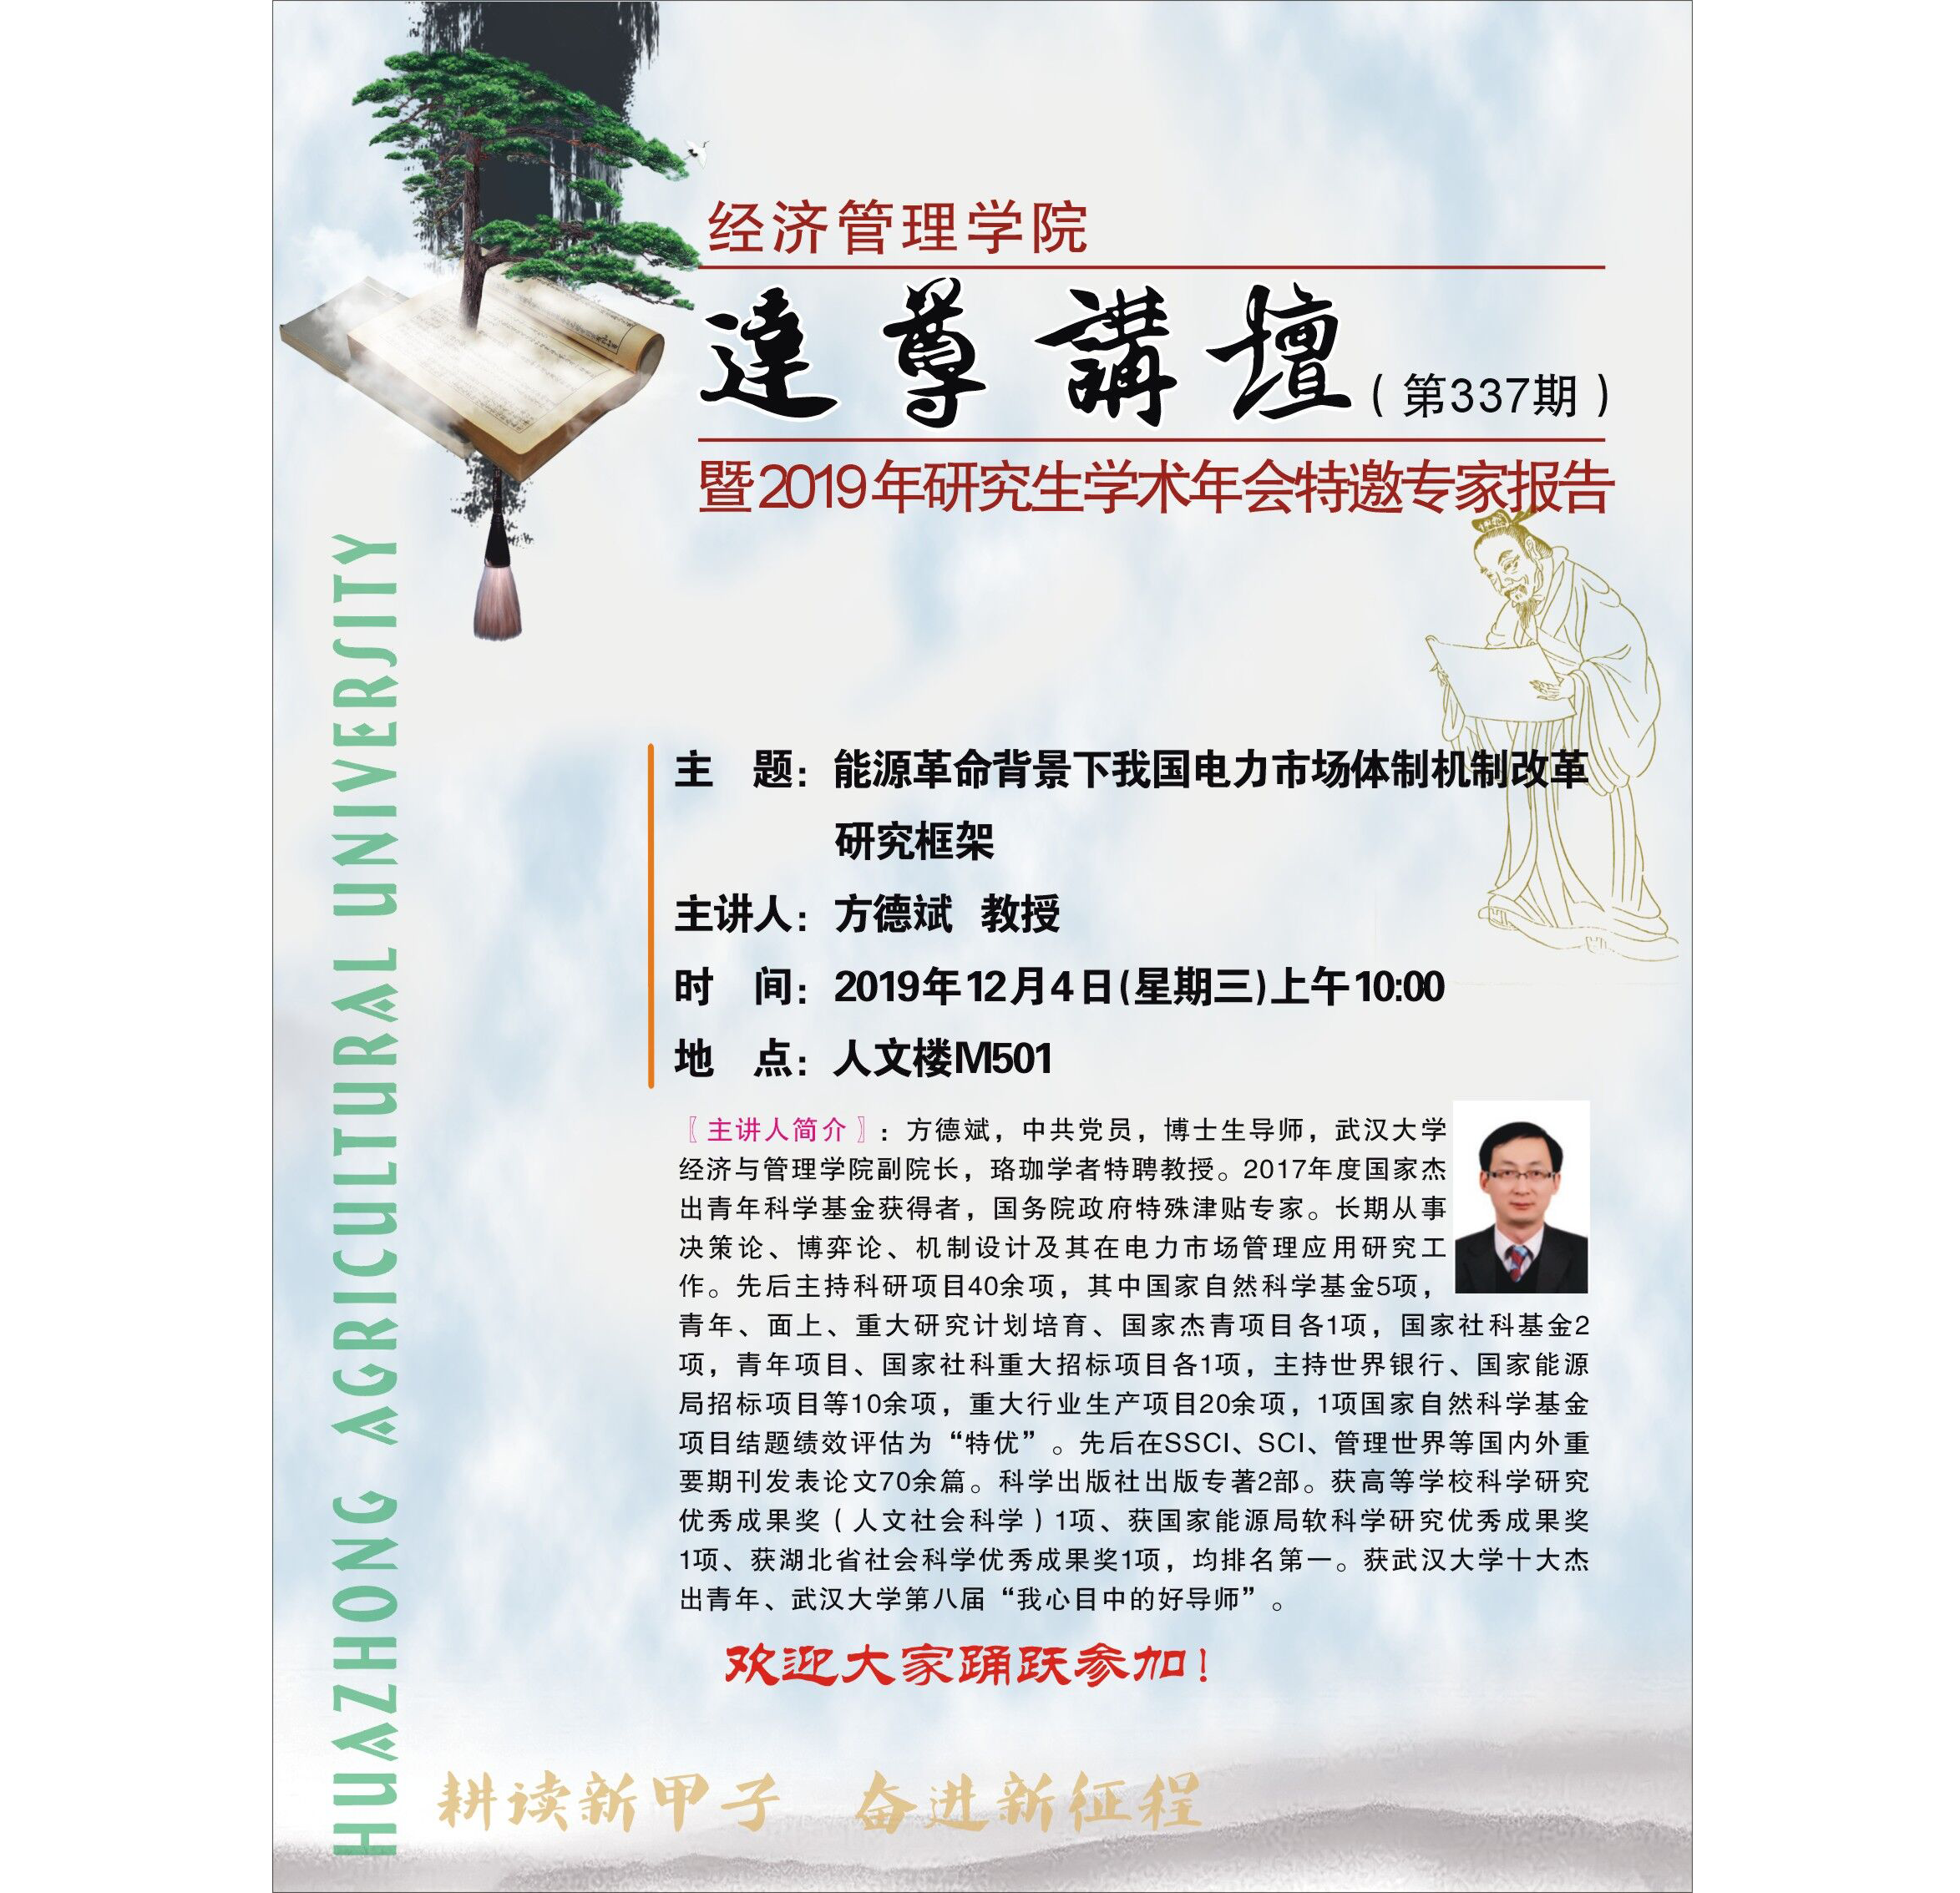 经济管理学院
達尊講壇（第337期）
暨2019年研究生学术年会特邀专家报告
HUAZHONG AGRICULTURAL UNIVERSITY
主 题：能源革命背景下我国电力市场体制机制改革
研究框架
主讲人：方德斌 教授
时 间：2019年12月4日(星期三)上午10:00
地 点：人文楼M501
〖主讲人简介〗：方德斌，中共党员，博士生导师，武汉大学
经济与管理学院副院长，珞珈学者特聘教授。2017年度国家杰
出青年科学基金获得者，国务院政府特殊津贴专家。长期从事
决策论、博弈论、机制设计及其在电力市场管理应用研究工
作。先后主持科研项目40余项，其中国家自然科学基金5项，
青年、面上、重大研究计划培育、国家杰青项目各1项，国家社科基金2
项，青年项目、国家社科重大招标项目各1项，主持世界银行、国家能源
局招标项目等10余项，重大行业生产项目20余项，1项国家自然科学基金
项目结题绩效评估为“特优”。先后在SSCI、SCI、管理世界等国内外重
要期刊发表论文70余篇。科学出版社出版专著2部。获高等学校科学研究
优秀成果奖（人文社会科学）1项、获国家能源局软科学研究优秀成果奖
1项、获湖北省社会科学优秀成果奖1项，均排名第一。获武汉大学十大杰
出青年、武汉大学第八届“我心目中的好导师”。
欢迎大家踊跃参加！
耕读新甲子 奋进新征程